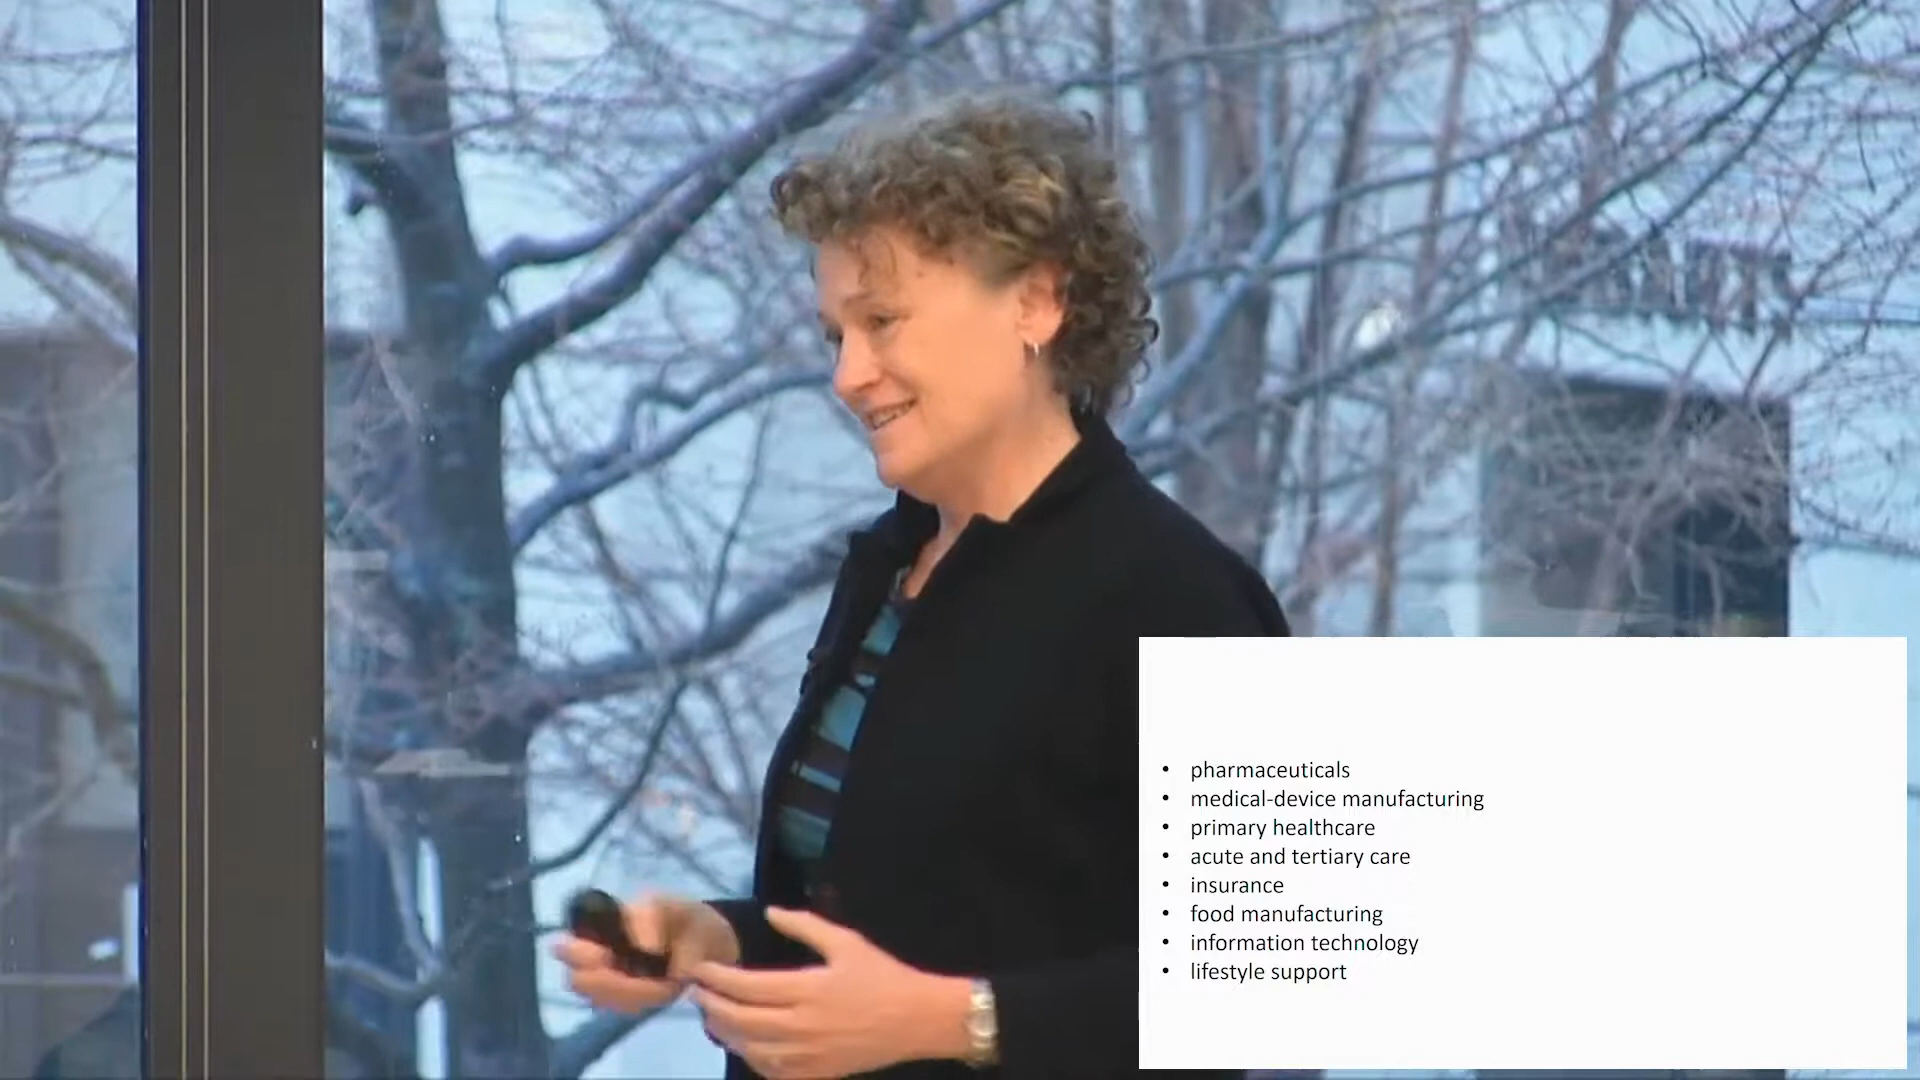 • pharmaceuticals
• medical-device manufacturing
• primary healthcare
• acute and tertiary care
• insurance
• food manufacturing
• information technology
• lifestyle support